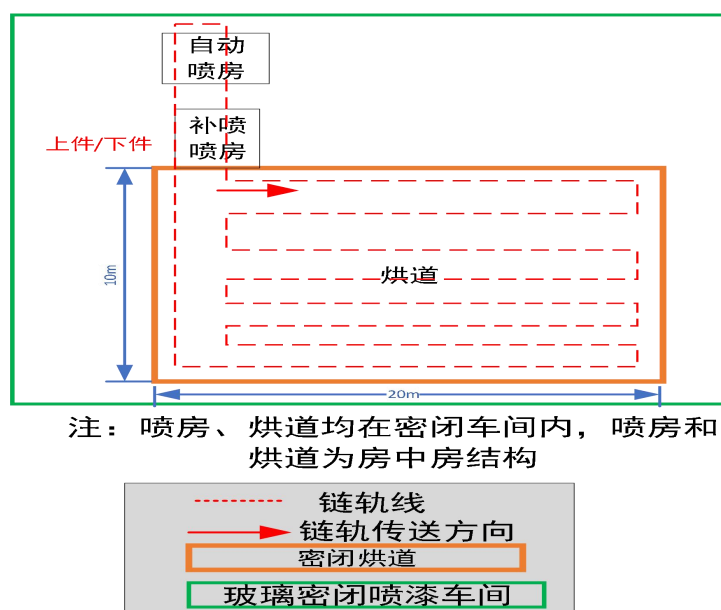 自动
喷房
补喷
喷房
上件/下件
10m
烘道
20m
注：喷房、烘道均在密闭车间内，喷房和
烘道为房中房结构
链轨线
链轨传送方向
密闭烘道
玻璃密闭喷漆车间